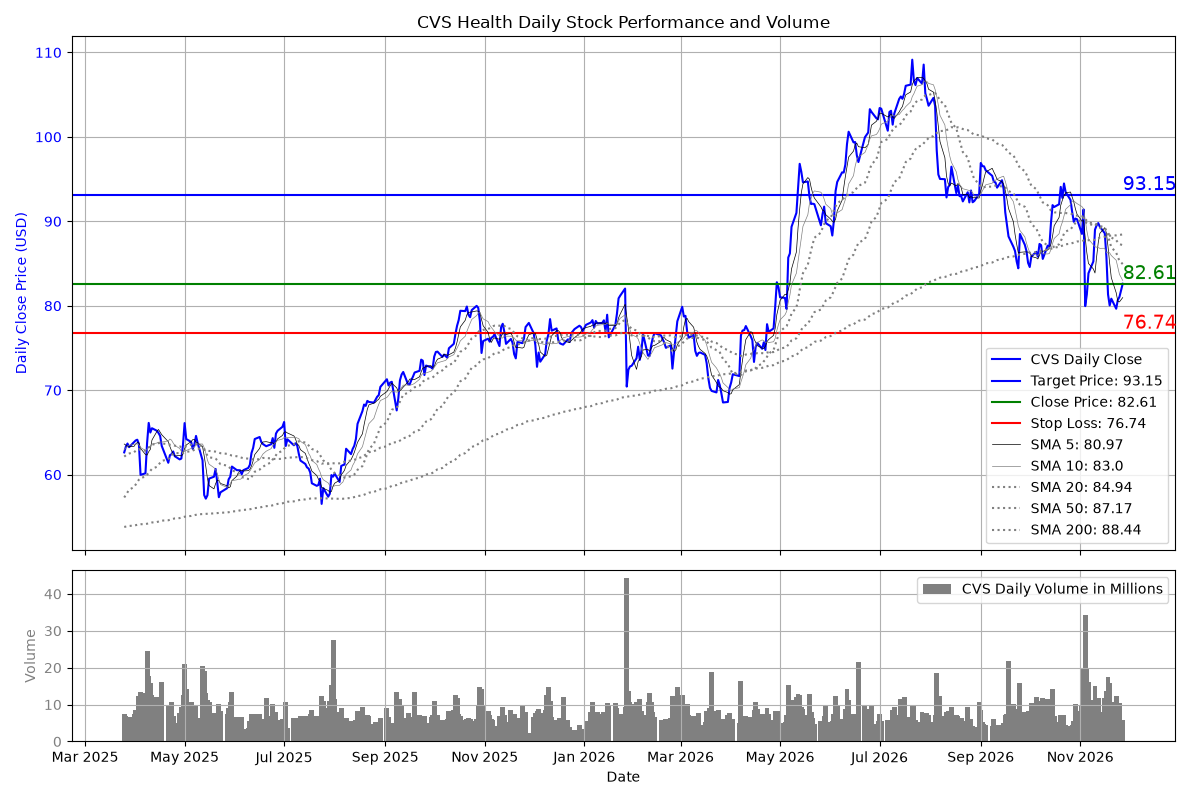 CVS Health Daily Stock Performance and Volume
110
100
90
80
70
60
Daily Close Price (USD)
93.15
82.61
76.74
CVS Daily Close
Target Price: 93.15
Close Price: 82.61
Stop Loss: 76.74
SMA 5: 80.97
SMA 10: 83.0
SMA 20: 84.94
SMA 50: 87.17
SMA 200: 88.44
40
30
20
10
0
Volume
CVS Daily Volume in Millions
Mar 2025 May 2025 Jul 2025 Sep 2025 Nov 2025 Jan 2026 Mar 2026 May 2026 Jul 2026 Sep 2026 Nov 2026
Date